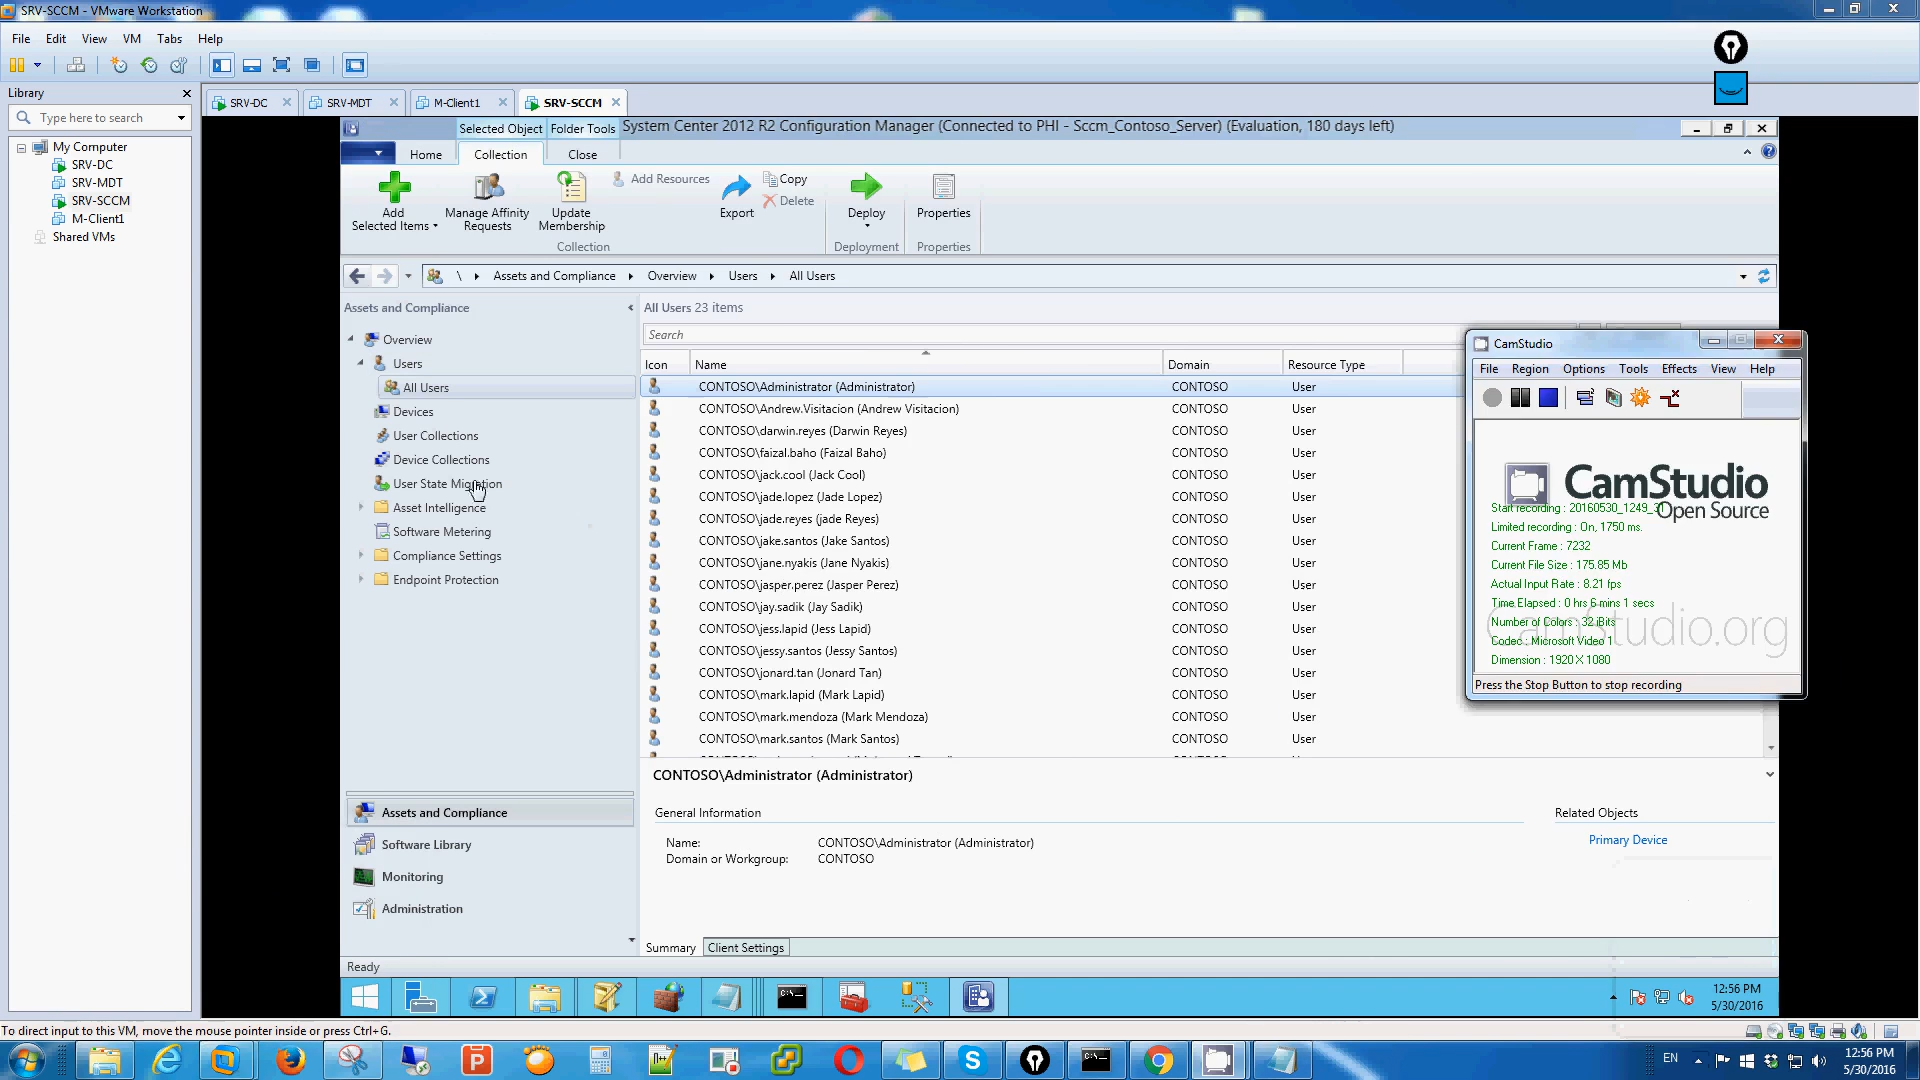 SRV-SCCM - VMware Workstation
File Edit View VM Tabs Help
Library
Type here to search
My Computer
SRV-DC
SRV-MDT
SRV-SCCM
M-Client1
Shared VMs
SRV-DC SRV-MDT M-Client1 SRV-SCCM
Selected Object Folder Tools System Center 2012 R2 Configuration Manager (Connected to PHI - Sccm_Contoso_Server) (Evaluation, 180 days left)
Home Collection Close
Add Selected Items
Manage Affinity Requests
Update Membership
Add Resources
Export
Copy
Delete
Deploy
Properties
Collection Deployment Properties
\ Assets and Compliance Overview Users All Users
Assets and Compliance
Overview
Users
All Users
Devices
User Collections
Device Collections
User State Migration
Asset Intelligence
Software Metering
Compliance Settings
Endpoint Protection
Assets and Compliance
Software Library
Monitoring
Administration
All Users 23 items
Search
Icon Name Domain Resource Type
CONTOSO\Administrator (Administrator) CONTOSO User
CONTOSO\Andrew.Visitacion (Andrew Visitacion) CONTOSO User
CONTOSO\darwin.reyes (Darwin Reyes) CONTOSO User
CONTOSO\faizal.baho (Faizal Baho) CONTOSO User
CONTOSO\jack.cool (Jack Cool) CONTOSO User
CONTOSO\jade.lopez (Jade Lopez) CONTOSO User
CONTOSO\jade.reyes (jade Reyes) CONTOSO User
CONTOSO\jake.santos (Jake Santos) CONTOSO User
CONTOSO\jane.nyakis (Jane Nyakis) CONTOSO User
CONTOSO\jasper.perez (Jasper Perez) CONTOSO User
CONTOSO\jay.sadik (Jay Sadik) CONTOSO User
CONTOSO\jess.lapid (Jess Lapid) CONTOSO User
CONTOSO\jessy.santos (Jessy Santos) CONTOSO User
CONTOSO\jonard.tan (Jonard Tan) CONTOSO User
CONTOSO\mark.lapid (Mark Lapid) CONTOSO User
CONTOSO\mark.mendoza (Mark Mendoza) CONTOSO User
CONTOSO\mark.santos (Mark Santos) CONTOSO User
CONTOSO\Administrator (Administrator)
General Information
Name: CONTOSO\Administrator (Administrator)
Domain or Workgroup: CONTOSO
Related Objects
Primary Device
Summary Client Settings
Ready
CamStudio
File Region Options Tools Effects View Help
CamStudio
Open Source
Start recording : 20160530_1249_
Limited recording : On, 1750 ms.
Current Frame : 7232
Current File Size : 175.85 Mb
Actual Input Rate : 8.21 fps
Time Elapsed : 0 hrs 6 mins 1 secs
Number of Colors : 32 iBits
Codec : Microsoft Video 1
Dimension : 1920 X 1080
CamStudio.org
Press the Stop Button to stop recording
12:56 PM
5/30/2016
To direct input to this VM, move the mouse pointer inside or press Ctrl+G.
EN
12:56 PM
5/30/2016